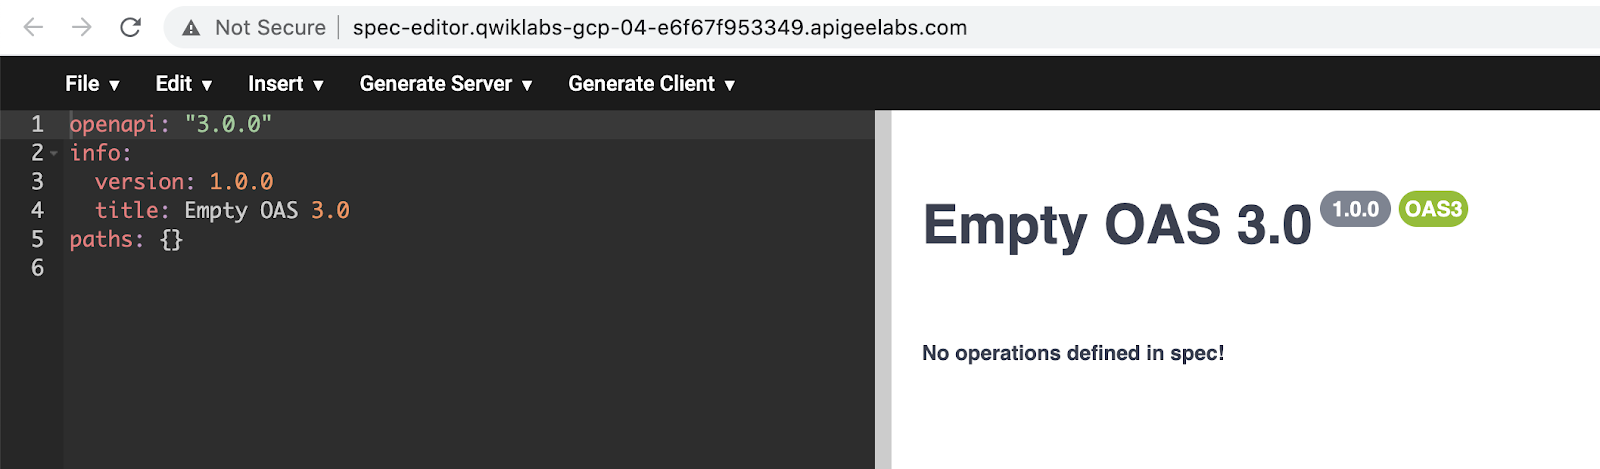 Not Secure | spec-editor.qwiklabs-gcp-04-e6f67f953349.apigeelabs.com
File ▼ Edit ▼ Insert ▼ Generate Server ▼ Generate Client ▼
1 openapi: "3.0.0"
2 info:
3   version: 1.0.0
4   title: Empty OAS 3.0
5 paths: {}
6
Empty OAS 3.0 1.0.0 OAS3
No operations defined in spec!